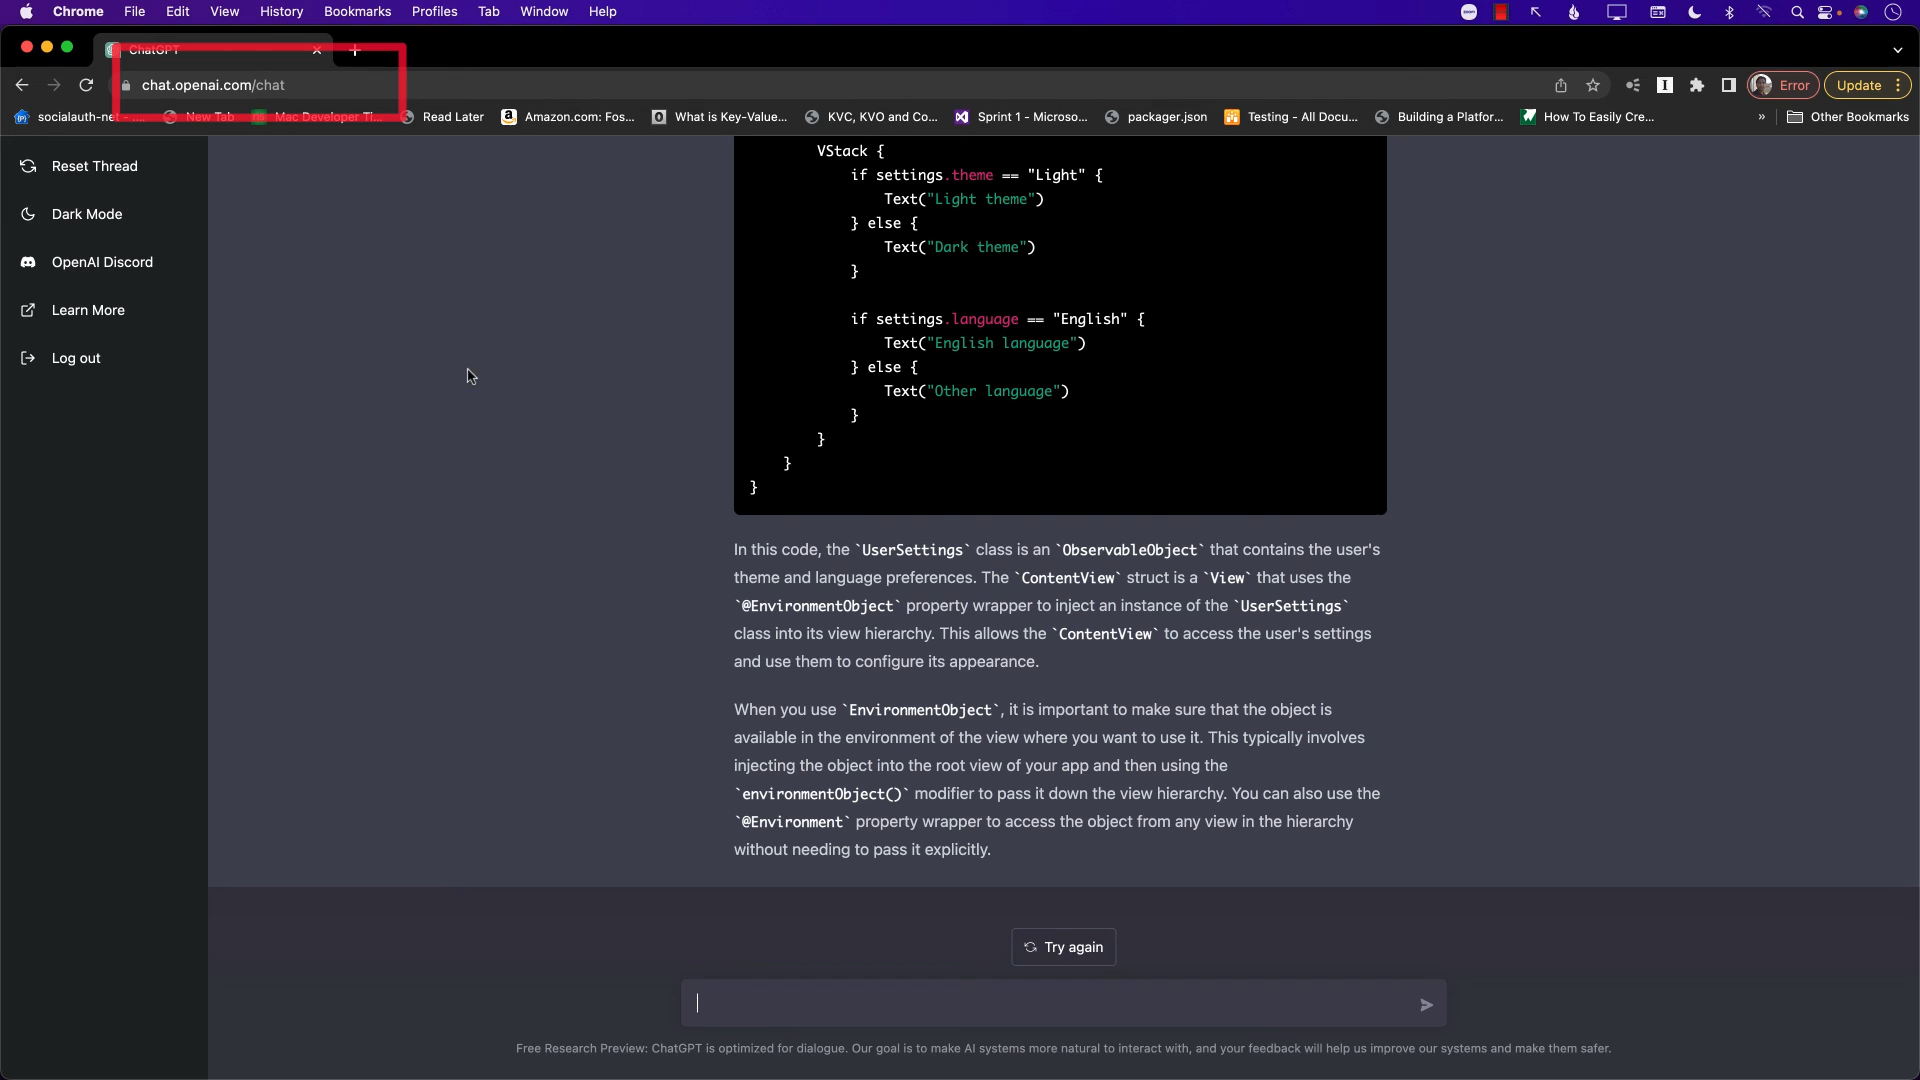 Chrome File Edit View History Bookmarks Profiles Tab Window Help
ChatGPT
chat.openai.com/chat
Error Update
socialauth-net - .... New Tab Mac Developer Ti... Read Later Amazon.com: Fos... What is Key-Value... KVC, KVO and Co... Sprint 1 - Microso... packager.json Testing - All Docu... Building a Platfor... How To Easily Cre... » Other Bookmarks
Reset Thread
Dark Mode
OpenAI Discord
Learn More
Log out
VStack {
if settings.theme == "Light" {
Text("Light theme")
} else {
Text("Dark theme")
}
if settings.language == "English" {
Text("English language")
} else {
Text("Other language")
}
}
}
}
In this code, the `UserSettings` class is an `ObservableObject` that contains the user's
theme and language preferences. The `ContentView` struct is a `View` that uses the
`@EnvironmentObject` property wrapper to inject an instance of the `UserSettings`
class into its view hierarchy. This allows the `ContentView` to access the user's settings
and use them to configure its appearance.
When you use `EnvironmentObject`, it is important to make sure that the object is
available in the environment of the view where you want to use it. This typically involves
injecting the object into the root view of your app and then using the
`environmentObject()` modifier to pass it down the view hierarchy. You can also use the
`@Environment` property wrapper to access the object from any view in the hierarchy
without needing to pass it explicitly.
Try again
Free Research Preview: ChatGPT is optimized for dialogue. Our goal is to make AI systems more natural to interact with, and your feedback will help us improve our systems and make them safer.